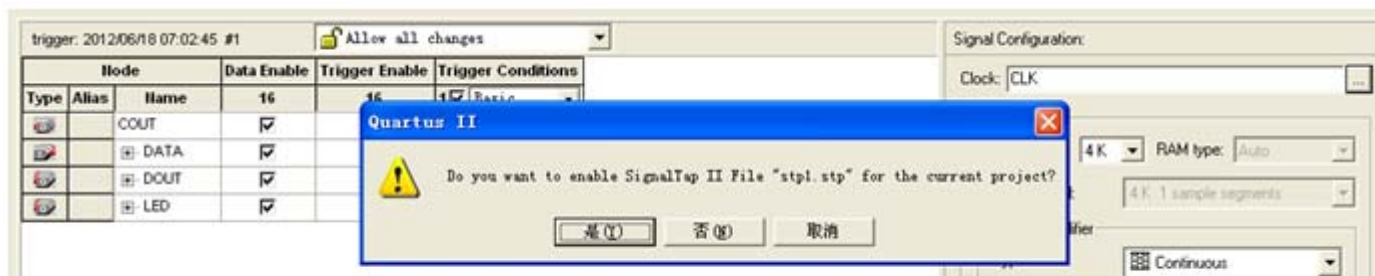 trigger: 2012/06/18 07:02:45 #1
Allow all changes
Signal Configuration:
Node Data Enable Trigger Enable Trigger Conditions
Clock: CLK ...
Type Alias Name 16 16 1 Basic
COUT
DATA
DOUT
LED
Quartus II
Do you want to enable SignalTap II File "stp1.stp" for the current project?
是(Y) 否(N) 取消
4 K RAM type: Auto
4 K 1 sample segments
Continuous